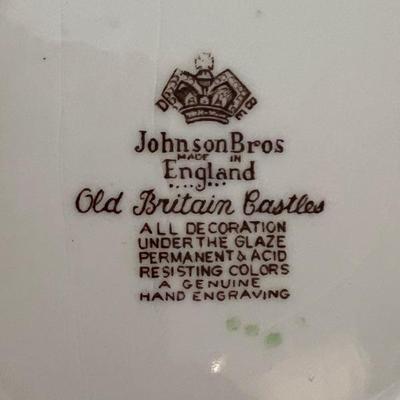 D BE
Johnson Bros
MADE IN
England
Old Britain Castles
ALL DECORATION
UNDER THE GLAZE
PERMANENT & ACID
RESISTING COLORS
A GENUINE
HAND ENGRAVING